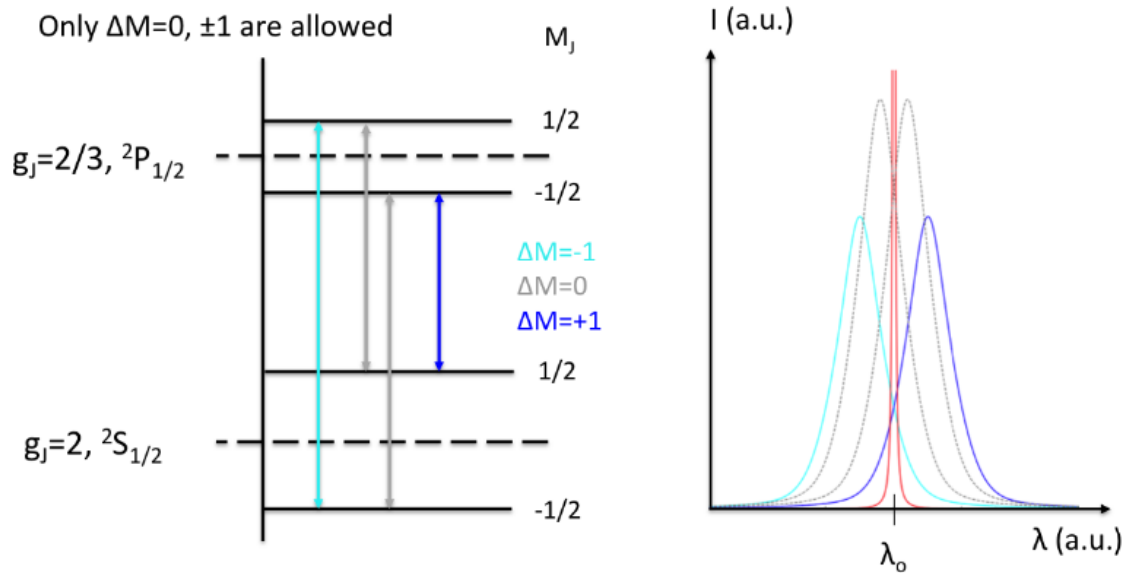 Only ΔM=0, ±1 are allowed
M_J
1/2
g_J=2/3, ²P_1/2
-1/2
ΔM=-1
ΔM=0
ΔM=+1
1/2
g_J=2, ²S_1/2
-1/2
I (a.u.)
λ_o
λ (a.u.)